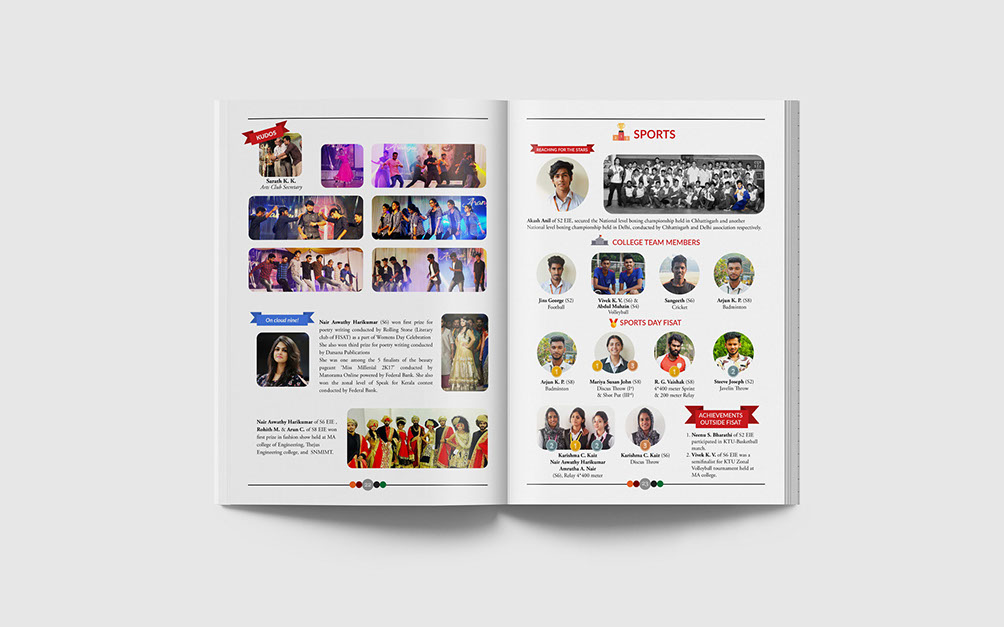 KUDOS
Sarath K. K.
Arts Club Secretary
On cloud nine!
Nair Aswathy Harikumar (S6) won first prize for
poetry writing conducted by Rolling Stone (Literary
club of FISAT) as a part of Womens Day Celebration
She also won third prize for poetry writing conducted
by Dainana Publications
She was one among the 5 finalists of the beauty
pageant 'Miss Millenial 2K17' conducted by
Manorama Online powered by Federal Bank. She also
won the zonal level of Speak for Kerala contest
conducted by Federal Bank.
Nair Aswathy Harikumar of S6 EIE ,
Rohith M. & Arun C. of S8 EIE won
first prize in fashion show held at MA
college of Engineering, Thejus
Engineering college, and SNMIMT.
SPORTS
REACHING FOR THE STARS
Akash Anil of S2 EIE, secured the National level boxing championship held in Chhattisgarh and another
National level boxing championship held in Delhi, conducted by Chhattisgarh and Delhi association respectively.
COLLEGE TEAM MEMBERS
Jins George (S2)
Football
Vivek K. V. (S6) &
Abdul Muhsin (S4)
Volleyball
Sangeeth (S6)
Cricket
Arjun K. P. (S8)
Badminton
SPORTS DAY FISAT
Arjun K. P. (S8)
Badminton
Mariya Susan John (S8)
Discus Throw (Iˢᵗ)
& Shot Put (IIIʳᵈ)
R. G. Vaishak (S8)
4*400 meter Sprint
& 200 meter Relay
Steeve Joseph (S2)
Javelin Throw
Karishma C. Kaiz
Nair Aswathy Harikumar
Amrutha A. Nair
(S6), Relay 4*400 meter
Karishma C. Kaiz (S6)
Discus Throw
ACHIEVEMENTS
OUTSIDE FISAT
1. Neenu S. Bharathi of S2 EIE
participated in KTU-Basketball
match.
2. Vivek K. V. of S6 EIE was a
semifinalist for KTU Zonal
Volleyball tournament held at
MA college.